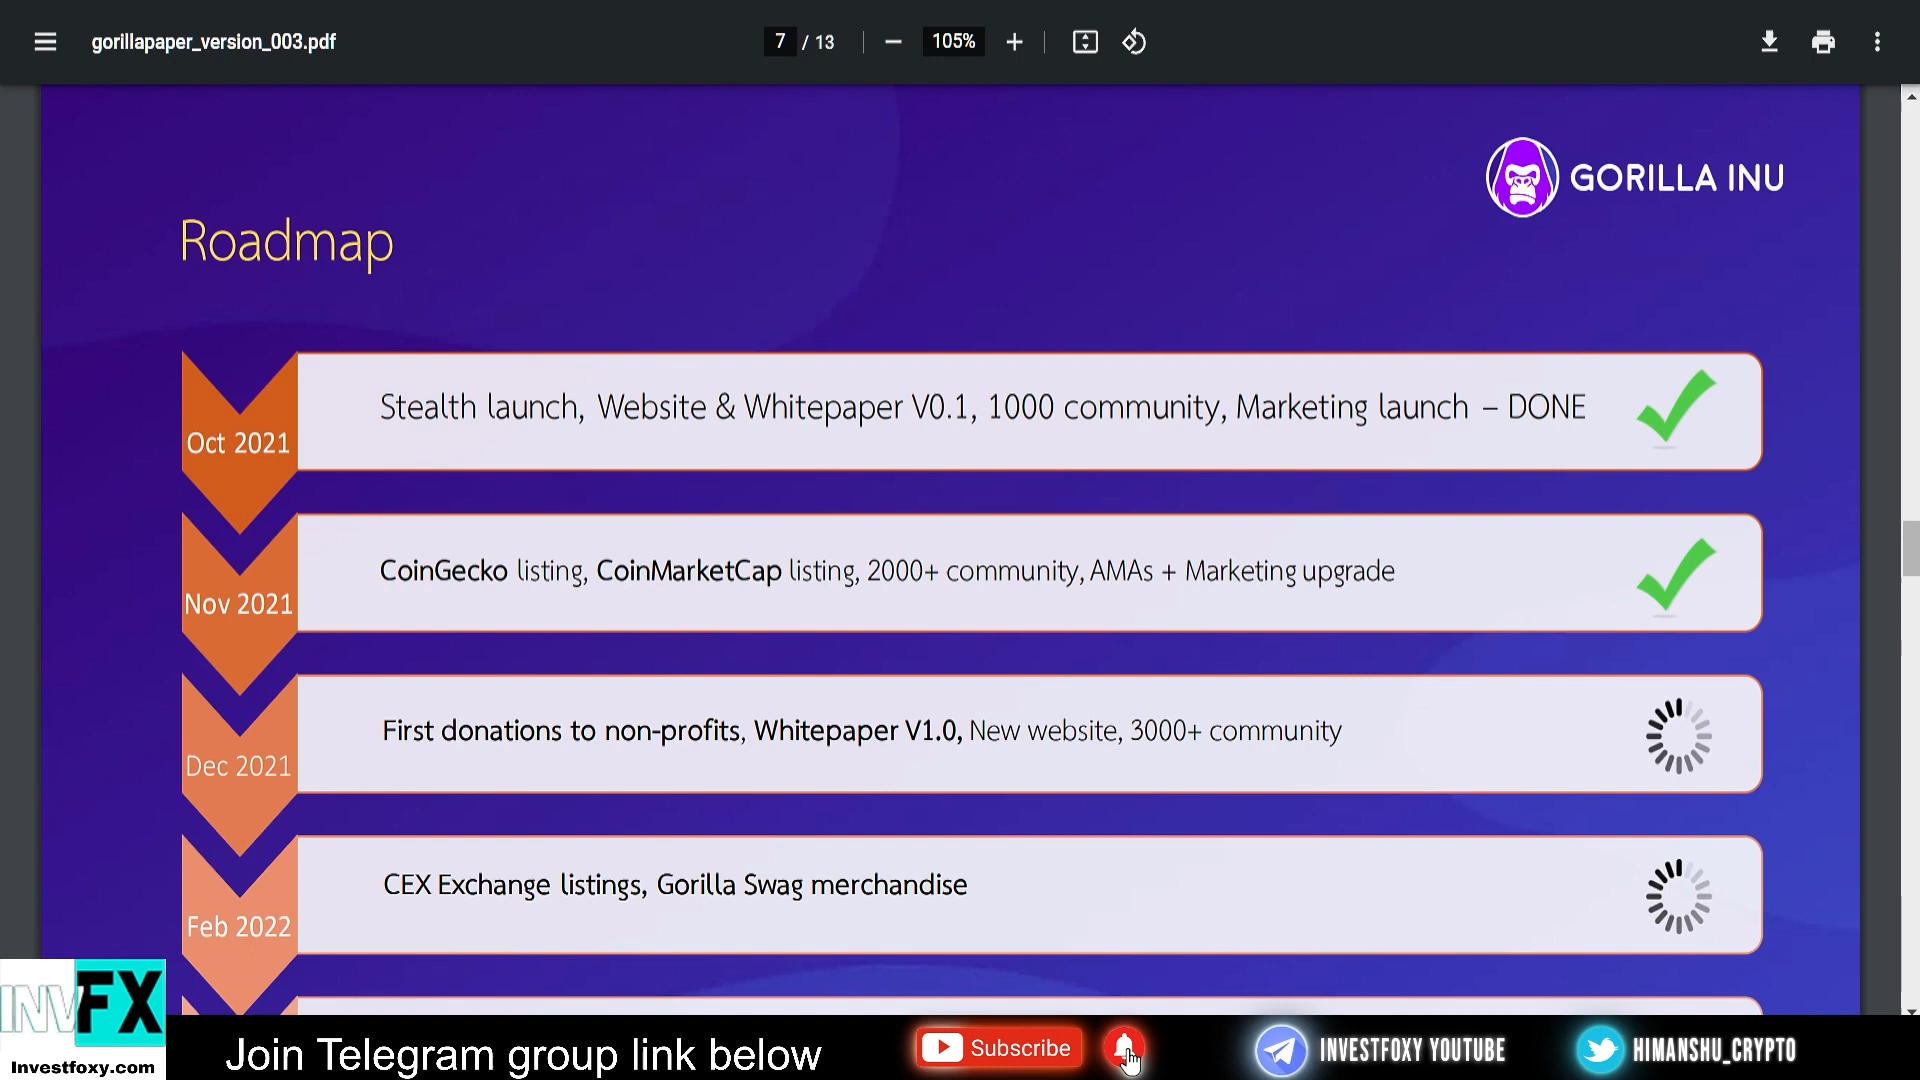 gorillapaper_version_003.pdf
7 / 13
105%
GORILLA INU
Roadmap
Oct 2021
Stealth launch, Website & Whitepaper V0.1, 1000 community, Marketing launch – DONE
Nov 2021
CoinGecko listing, CoinMarketCap listing, 2000+ community, AMAs + Marketing upgrade
Dec 2021
First donations to non-profits, Whitepaper V1.0, New website, 3000+ community
Feb 2022
CEX Exchange listings, Gorilla Swag merchandise
INVFX
Investfoxy.com
Join Telegram group link below
Subscribe
INVESTFOXY YOUTUBE
HIMANSHU_CRYPTO